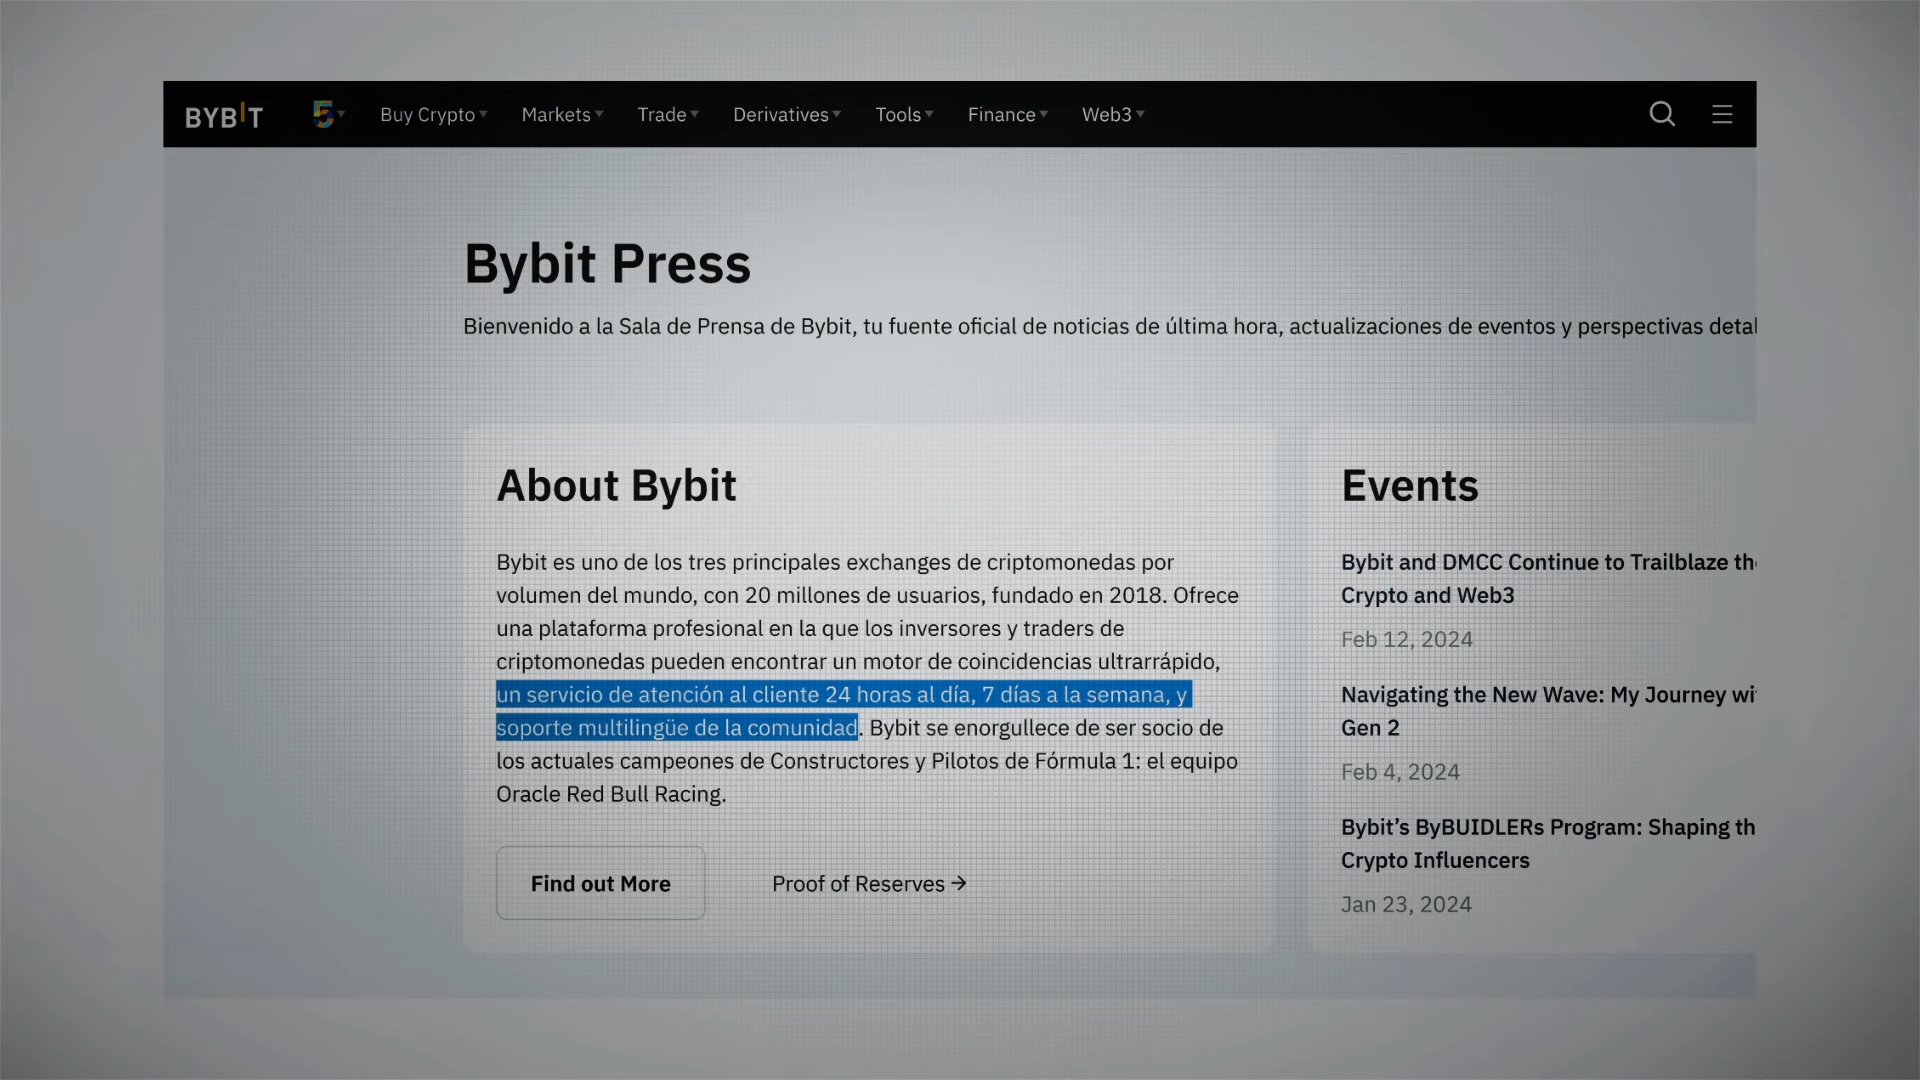 BYBIT
5
Buy Crypto
Markets
Trade
Derivatives
Tools
Finance
Web3
Bybit Press
Bienvenido a la Sala de Prensa de Bybit, tu fuente oficial de noticias de última hora, actualizaciones de eventos y perspectivas
About Bybit
Bybit es uno de los tres principales exchanges de criptomonedas por
volumen del mundo, con 20 millones de usuarios, fundado en 2018. Ofrece
una plataforma profesional en la que los inversores y traders de
criptomonedas pueden encontrar un motor de coincidencias ultrarrápido,
un servicio de atención al cliente 24 horas al día, 7 días a la semana, y
soporte multilingüe de la comunidad. Bybit se enorgullece de ser socio de
los actuales campeones de Constructores y Pilotos de Fórmula 1: el equipo
Oracle Red Bull Racing.
Find out More
Proof of Reserves →
Events
Bybit and DMCC Continue to Trailblaze
Crypto and Web3
Feb 12, 2024
Navigating the New Wave: My Journey
Gen 2
Feb 4, 2024
Bybit’s ByBUIDLERs Program: Shaping
Crypto Influencers
Jan 23, 2024